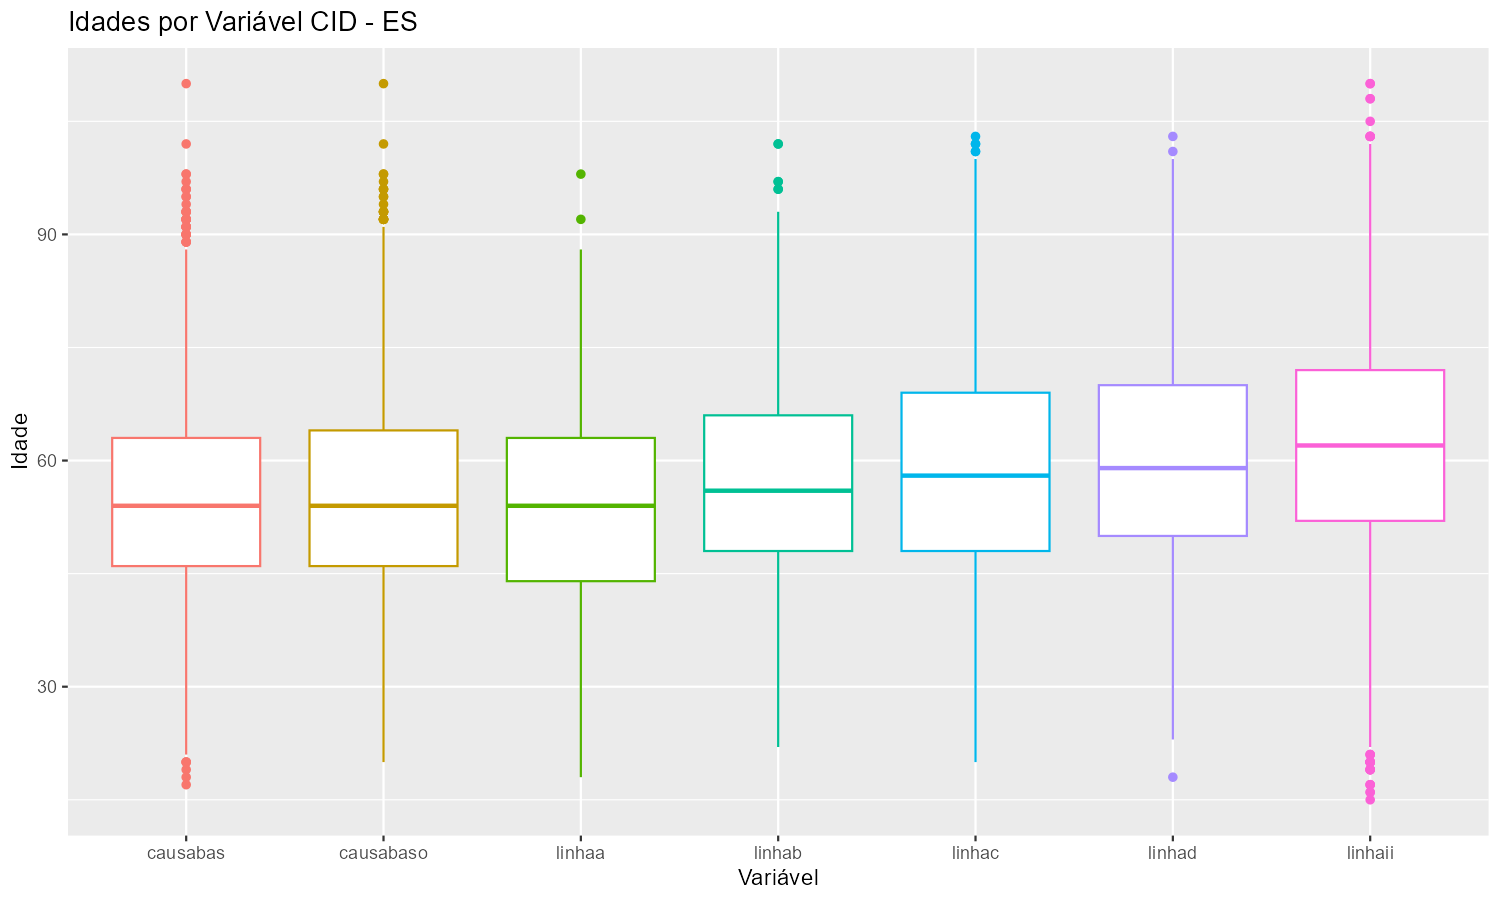 Idades por Variável CID - ES
Idade
90
60
30
causabas causabaso linhaa linhab linhac linhad linhaii
Variável